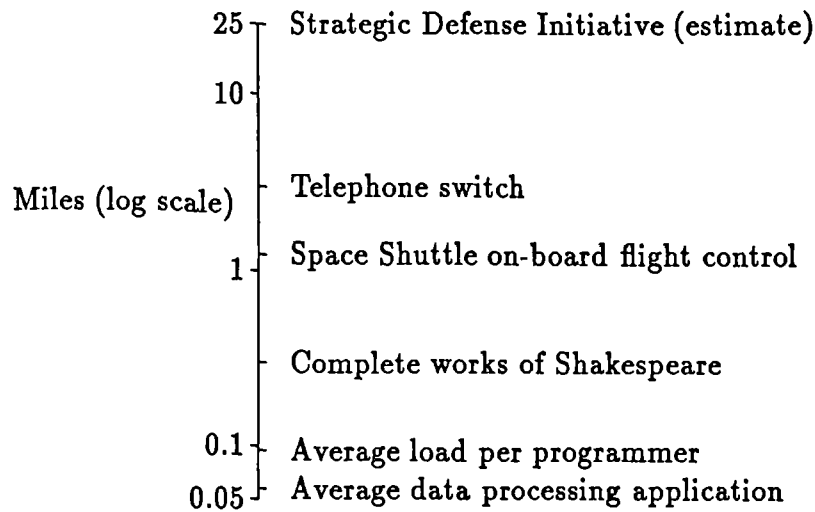 25 Strategic Defense Initiative (estimate)
10
Telephone switch
Miles (log scale)
Space Shuttle on-board flight control
1
Complete works of Shakespeare
0.1
Average load per programmer
Average data processing application
0.05